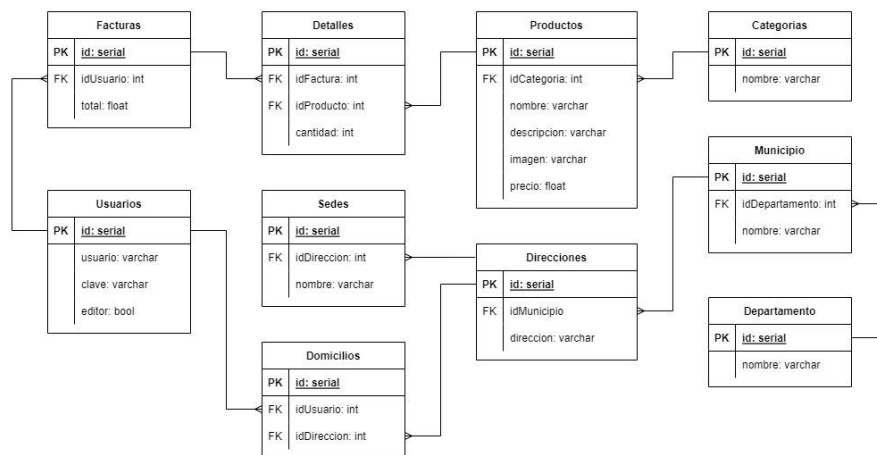 Facturas
PK id: serial
FK idUsuario: int
total: float
Detalles
PK id: serial
FK idFactura: int
FK idProducto: int
cantidad: int
Productos
PK id: serial
FK idCategoria: int
nombre: varchar
descripcion: varchar
imagen: varchar
precio: float
Categorias
PK id: serial
nombre: varchar
Municipio
PK id: serial
FK idDepartamento: int
nombre: varchar
Usuarios
PK id: serial
usuario: varchar
clave: varchar
editor: bool
Sedes
PK id: serial
FK idDireccion: int
nombre: varchar
Direcciones
PK id: serial
FK idMunicipio
direccion: varchar
Departamento
PK id: serial
nombre: varchar
Domicilios
PK id: serial
FK idUsuario: int
FK idDireccion: int